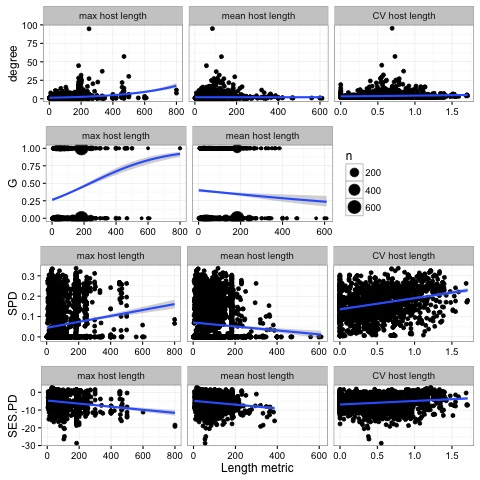 max host length mean host length CV host length
degree
100
75
50
25
0
0 200 400 600 800 0 200 400 600 0.0 0.5 1.0 1.5
max host length mean host length
G
1.00
0.75
0.50
0.25
0.00
0 200 400 600 800 0 200 400 600
n
200
400
600
max host length mean host length CV host length
SPD
0.3
0.2
0.1
0.0
0 200 400 600 800 0 200 400 600 0.0 0.5 1.0 1.5
max host length mean host length CV host length
SES.PD
0
-10
-20
-30
0 200 400 600 800 0 200 400 600 0.0 0.5 1.0 1.5
Length metric